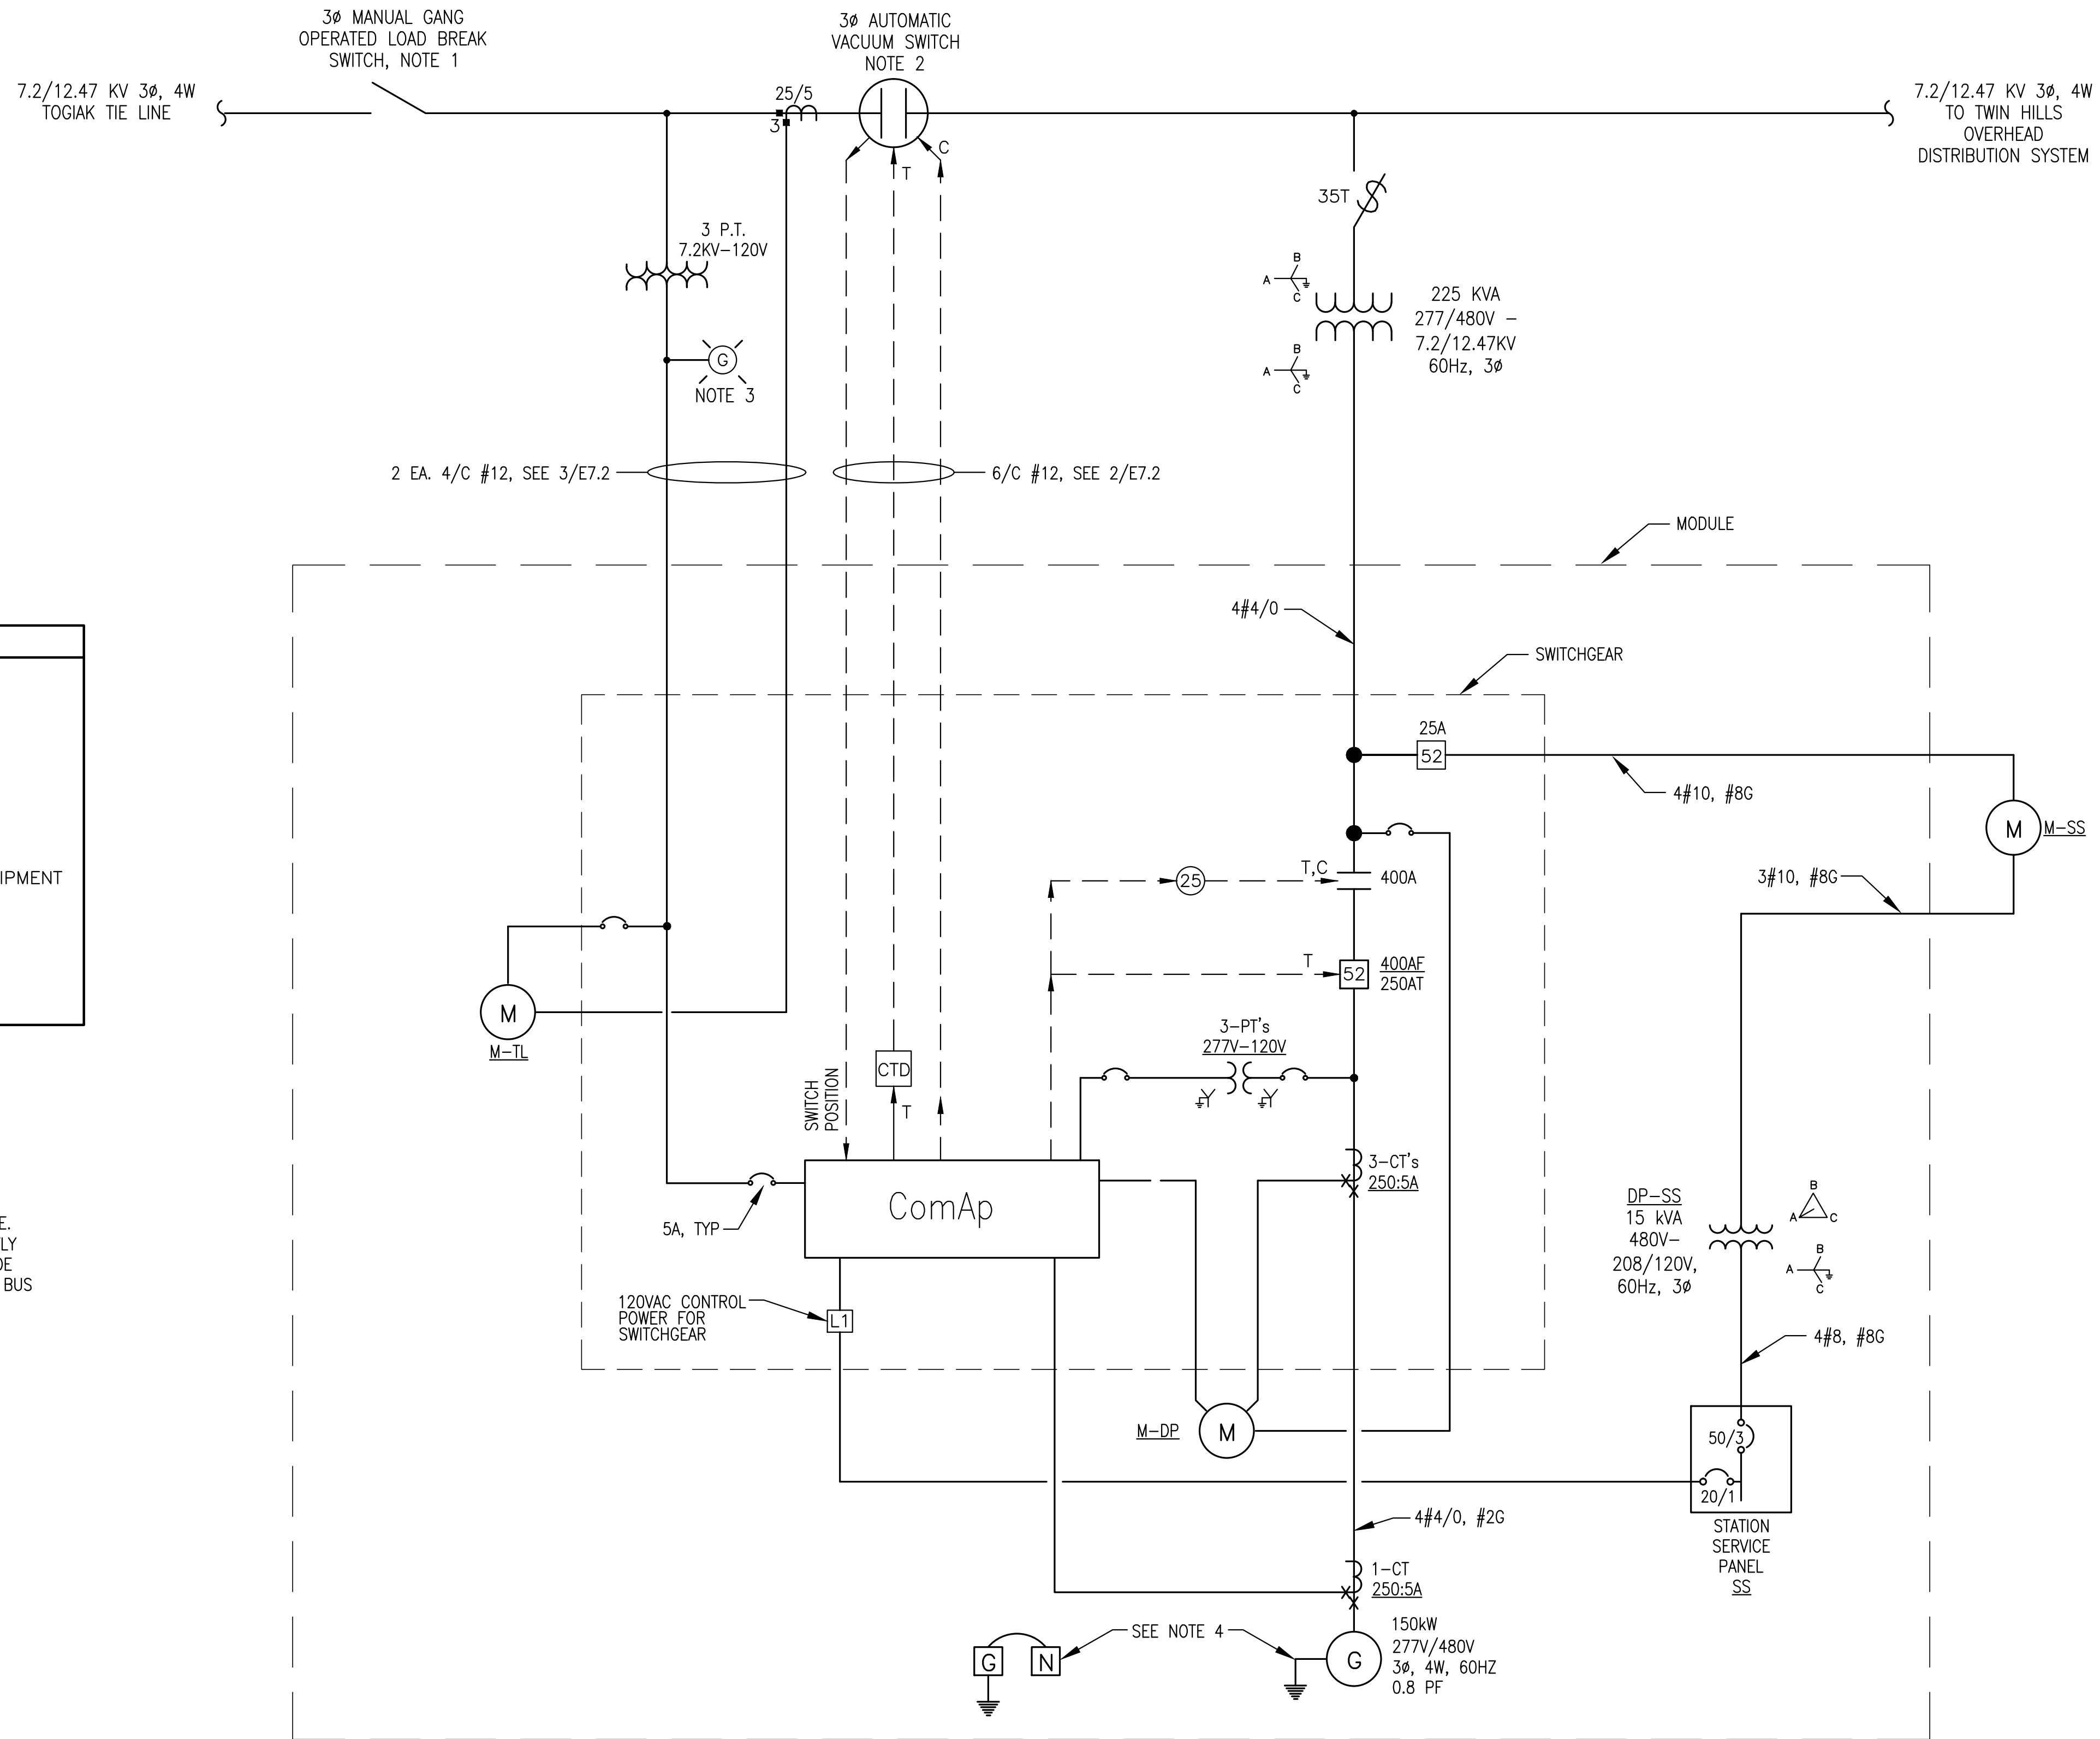 3ø MANUAL GANG
OPERATED LOAD BREAK
SWITCH, NOTE 1
3ø AUTOMATIC
VACUUM SWITCH
NOTE 2
7.2/12.47 KV 3ø, 4W
TOGIAK TIE LINE
25/5
3
C
T
7.2/12.47 KV 3ø, 4W
TO TWIN HILLS
OVERHEAD
DISTRIBUTION SYSTEM
35T
3 P.T.
7.2KV-120V
B
A
C
225 KVA
277/480V -
7.2/12.47KV
60Hz, 3ø
B
A
C
G
NOTE 3
2 EA. 4/C #12, SEE 3/E7.2
6/C #12, SEE 2/E7.2
MODULE
4#4/0
SWITCHGEAR
25A
52
4#10, #8G
M
M-SS
IPMENT
T,C
25
400A
3#10, #8G
T
52
400AF
250AT
M
M-TL
3-PT's
277V-120V
CTD
SWITCH
POSITION
T
ComAp
3-CT's
250:5A
5A, TYP
DP-SS
15 kVA
480V-
208/120V,
60Hz, 3ø
B
A
C
B
A
C
E.
LY
DE
BUS
120VAC CONTROL
POWER FOR
SWITCHGEAR
L1
4#8, #8G
M-DP
M
50/3
20/1
STATION
SERVICE
PANEL
SS
4#4/0, #2G
1-CT
250:5A
SEE NOTE 4
G
N
G
150kW
277V/480V
3ø, 4W, 60HZ
0.8 PF